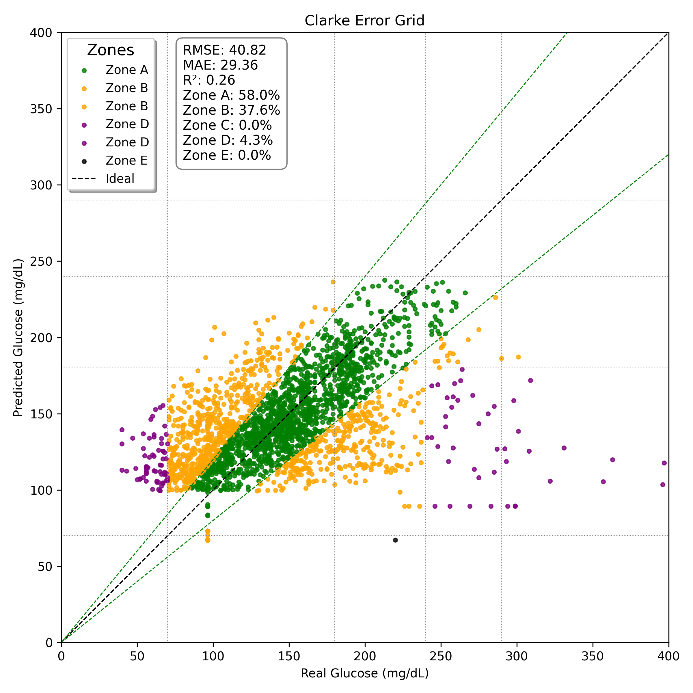 Clarke Error Grid
Zones
Zone A
Zone B
Zone B
Zone D
Zone D
Zone E
Ideal
RMSE: 40.82
MAE: 29.36
R²: 0.26
Zone A: 58.0%
Zone B: 37.6%
Zone C: 0.0%
Zone D: 4.3%
Zone E: 0.0%
Predicted Glucose (mg/dL)
400
350
300
250
200
150
100
50
0
0 50 100 150 200 250 300 350 400
Real Glucose (mg/dL)